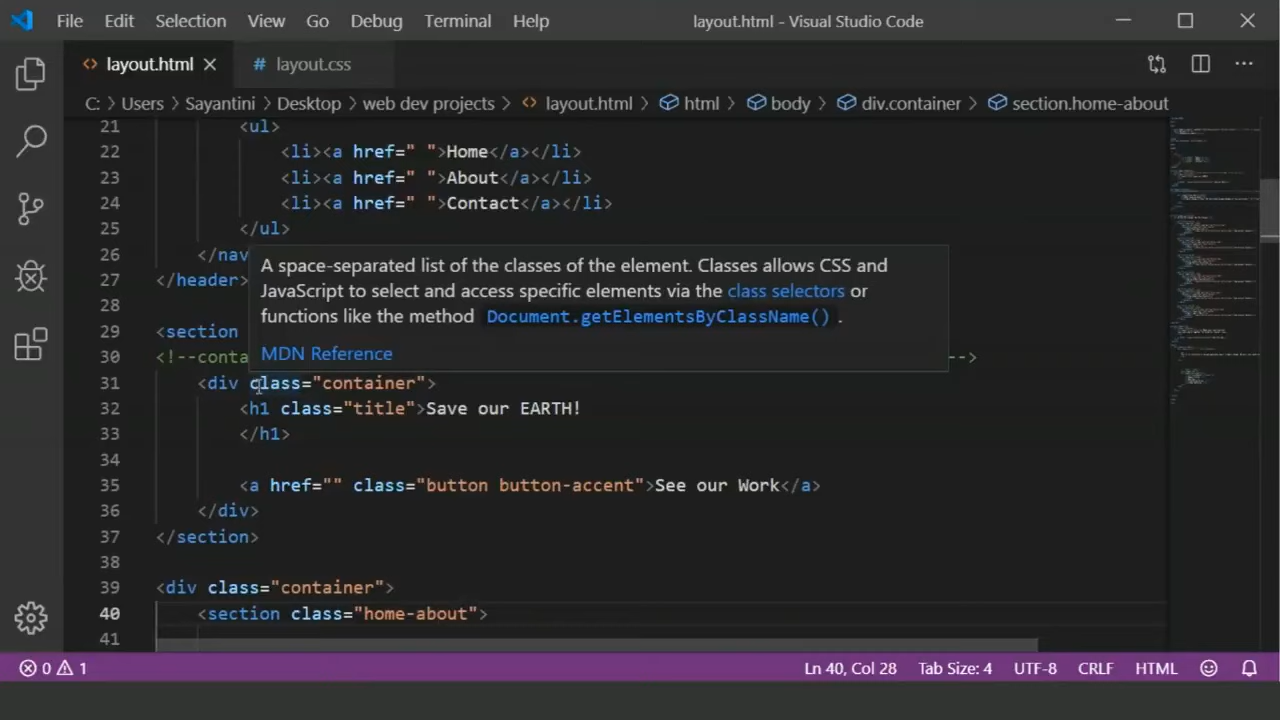 File Edit Selection View Go Debug Terminal Help layout.html - Visual Studio Code
layout.html layout.css
C: > Users > Sayantini > Desktop > web dev projects > layout.html > html > body > div.container > section.home-about
21 <ul>
22 <li><a href=" ">Home</a></li>
23 <li><a href=" ">About</a></li>
24 <li><a href=" ">Contact</a></li>
25 </ul>
26 </nav
27 </header>
28
29 <section
30 <!--conta -->
A space-separated list of the classes of the element. Classes allows CSS and
JavaScript to select and access specific elements via the class selectors or
functions like the method Document.getElementsByClassName() .
MDN Reference
31 <div class="container">
32 <h1 class="title">Save our EARTH!
33 </h1>
34
35 <a href="" class="button button-accent">See our Work</a>
36 </div>
37 </section>
38
39 <div class="container">
40 <section class="home-about">
41
0 1 Ln 40, Col 28 Tab Size: 4 UTF-8 CRLF HTML